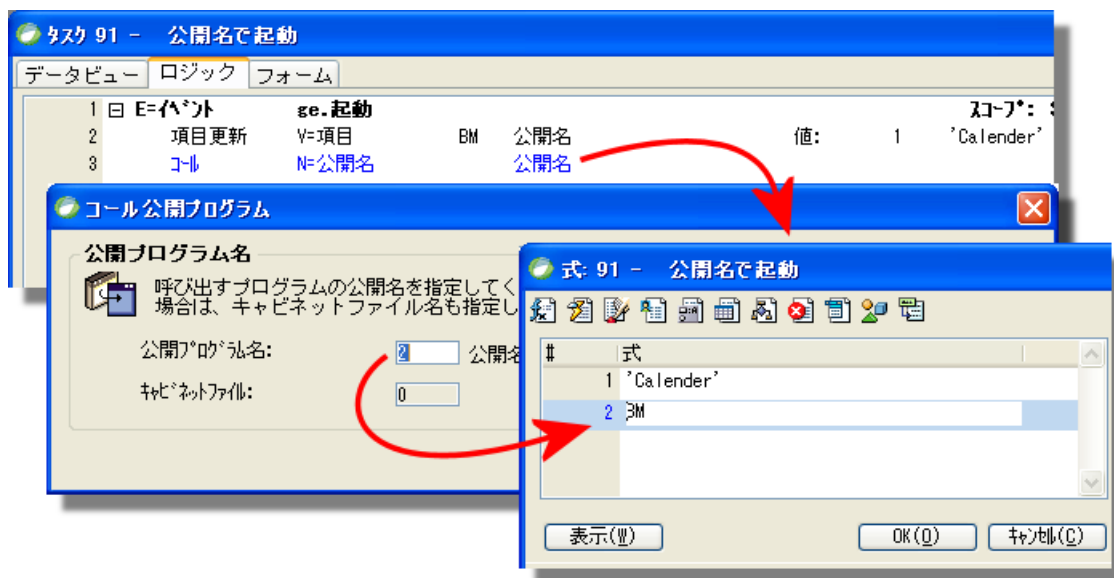 タスク 91 - 公開名で起動
データビュー ロジック フォーム
1 E=イベント ge.起動 スコープ: S
2 項目更新 V=項目 BM 公開名 値: 1 'Calender'
3 コール N=公開名 公開名
コール公開プログラム
公開プログラム名
呼び出すプログラムの公開名を指定してく
場合は、キャビネットファイル名も指定し
公開プログラム名: 2 公開名
キャビネットファイル: 0
式: 91 - 公開名で起動
# 式
1 'Calender'
2 BM
表示(W) OK(O) キャンセル(C)